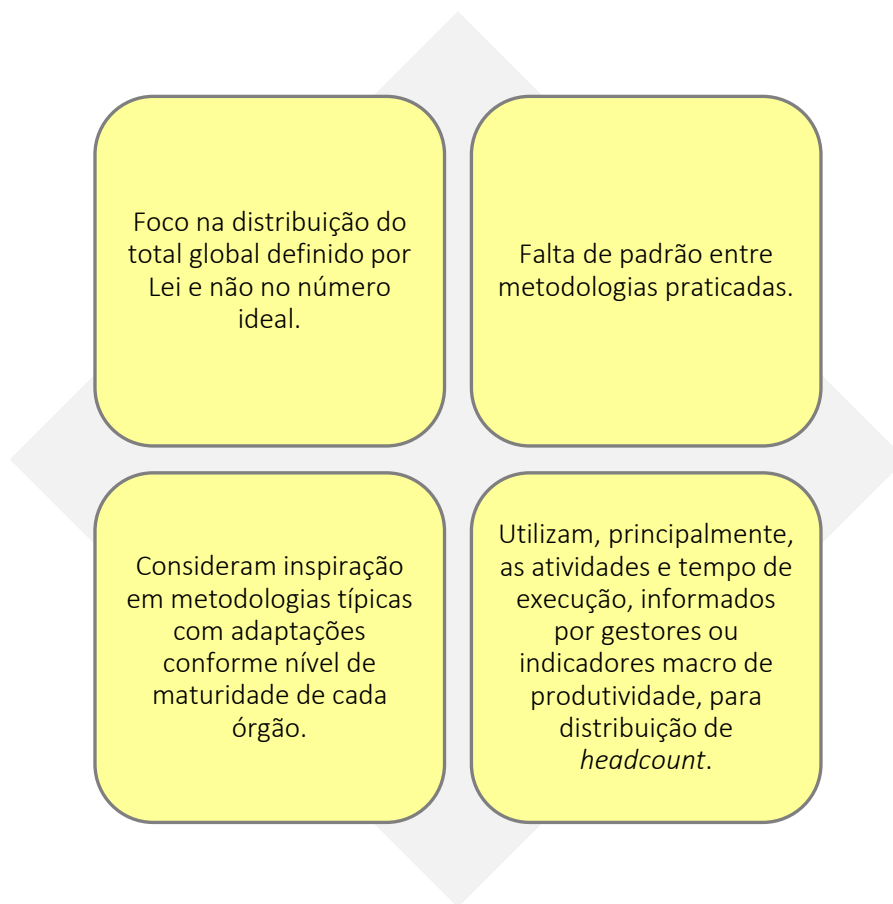 Foco na distribuição do
total global definido por
Lei e não no número
ideal.
Falta de padrão entre
metodologias praticadas.
Consideram inspiração
em metodologias típicas
com adaptações
conforme nível de
maturidade de cada
órgão.
Utilizam, principalmente,
as atividades e tempo de
execução, informados
por gestores ou
indicadores macro de
produtividade, para
distribuição de
headcount.